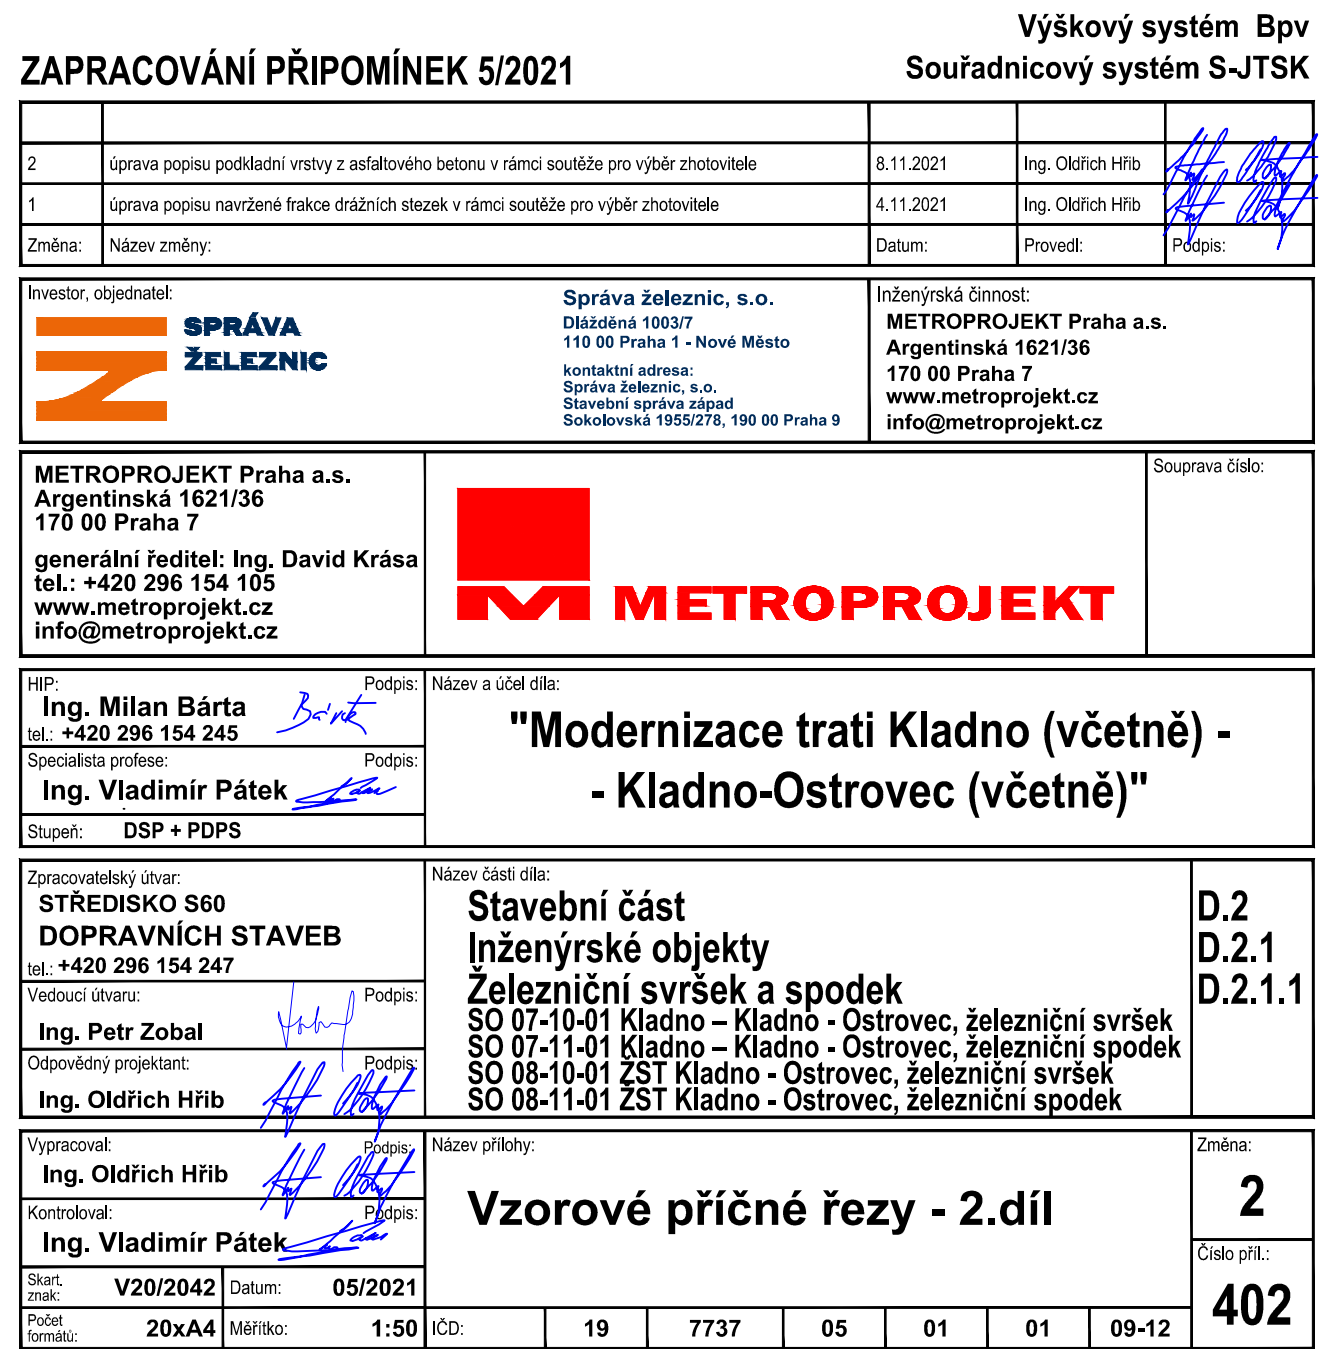 Výškový systém Bpv
ZAPRACOVÁNÍ PŘIPOMÍNEK 5/2021
Souřadnicový systém S-JTSK
2 úprava popisu podkladní vrstvy z asfaltového betonu v rámci soutěže pro výběr zhotovitele 8.11.2021 Ing. Oldřich Hřib
1 úprava popisu navržené frakce drážních stezek v rámci soutěže pro výběr zhotovitele 4.11.2021 Ing. Oldřich Hřib
Změna: Název změny: Datum: Provedl: Podpis:
Investor, objednatel:
SPRÁVA
ŽELEZNIC
Správa železnic, s.o.
Dlážděná 1003/7
110 00 Praha 1 - Nové Město
kontaktní adresa:
Správa železnic, s.o.
Stavební správa západ
Sokolovská 1955/278, 190 00 Praha 9
Inženýrská činnost:
METROPROJEKT Praha a.s.
Argentinská 1621/36
170 00 Praha 7
www.metroprojekt.cz
info@metroprojekt.cz
METROPROJEKT Praha a.s.
Argentinská 1621/36
170 00 Praha 7
generální ředitel: Ing. David Krása
tel.: +420 296 154 105
www.metroprojekt.cz
info@metroprojekt.cz
METROPROJEKT
Souprava číslo:
HIP: Podpis:
Ing. Milan Bárta
tel.: +420 296 154 245
Specialista profese: Podpis:
Ing. Vladimír Pátek
Stupeň: DSP + PDPS
Název a účel díla:
"Modernizace trati Kladno (včetně) -
- Kladno-Ostrovec (včetně)"
Zpracovatelský útvar:
STŘEDISKO S60
DOPRAVNÍCH STAVEB
tel.: +420 296 154 247
Vedoucí útvaru: Podpis:
Ing. Petr Zobal
Odpovědný projektant: Podpis:
Ing. Oldřich Hřib
Název části díla:
Stavební část D.2
Inženýrské objekty D.2.1
Železniční svršek a spodek D.2.1.1
SO 07-10-01 Kladno – Kladno - Ostrovec, železniční svršek
SO 07-11-01 Kladno – Kladno - Ostrovec, železniční spodek
SO 08-10-01 ŽST Kladno - Ostrovec, železniční svršek
SO 08-11-01 ŽST Kladno - Ostrovec, železniční spodek
Vypracoval: Podpis:
Ing. Oldřich Hřib
Kontroloval: Podpis:
Ing. Vladimír Pátek
Skart. znak: V20/2042 Datum: 05/2021
Počet formátů: 20xA4 Měřítko: 1:50
Název přílohy:
Vzorové příčné řezy - 2.díl
Změna:
2
Číslo příl.:
402
IČD: 19 7737 05 01 01 09-12